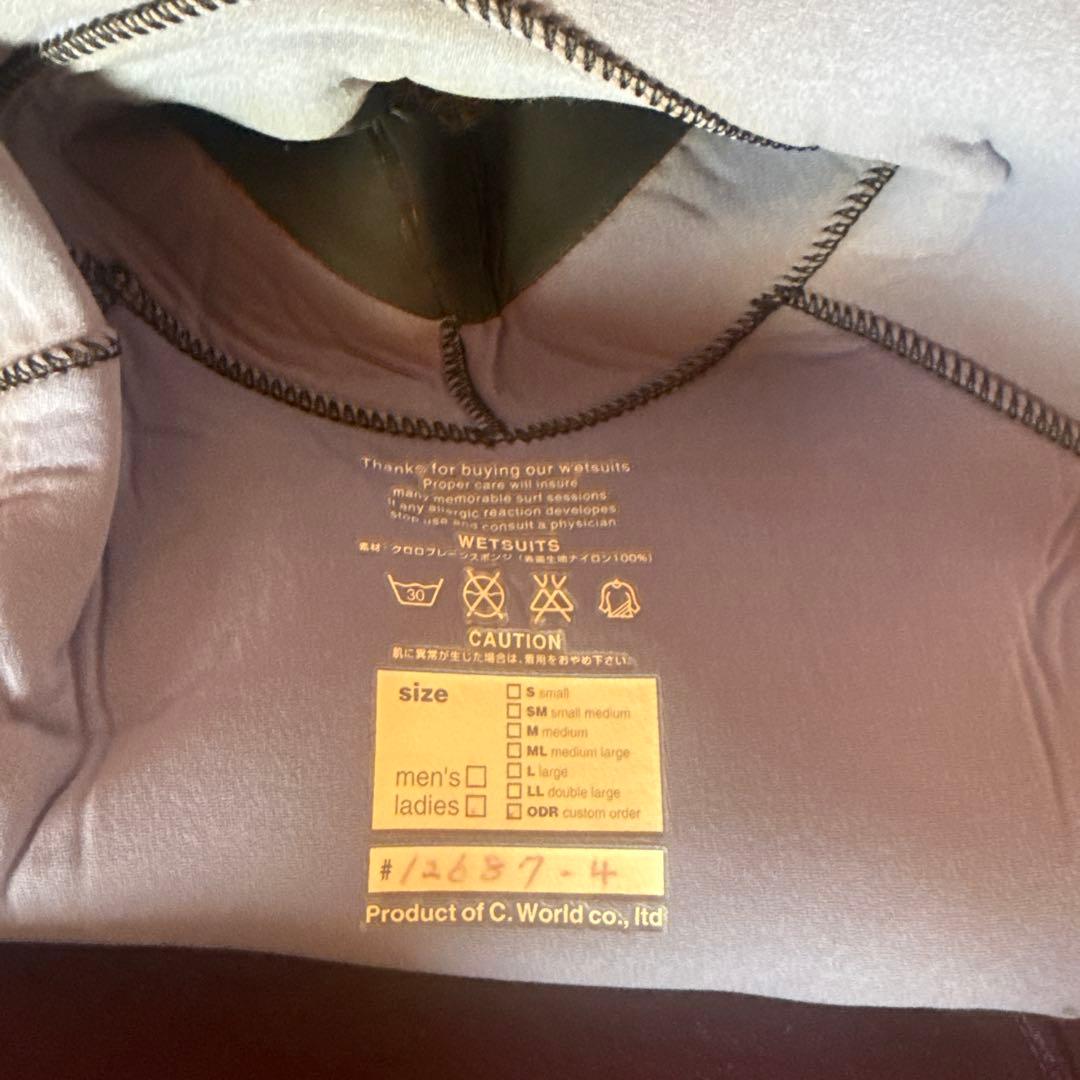 Thanks for buying our wetsuits
Proper care will insure
many memorable surf sessions
If any allergic reaction developes
stop use and consult a physician
WETSUITS
素材：クロロプレーンスポンジ（表面生地ナイロン100%）
30
CAUTION
肌に異常が生じた場合は、着用をおやめ下さい。
size
□ S small
□ SM small medium
□ M medium
□ ML medium large
□ L large
□ LL double large
□ ODR custom order
men's □
ladies □
# 12687-4
Product of C. World co., ltd